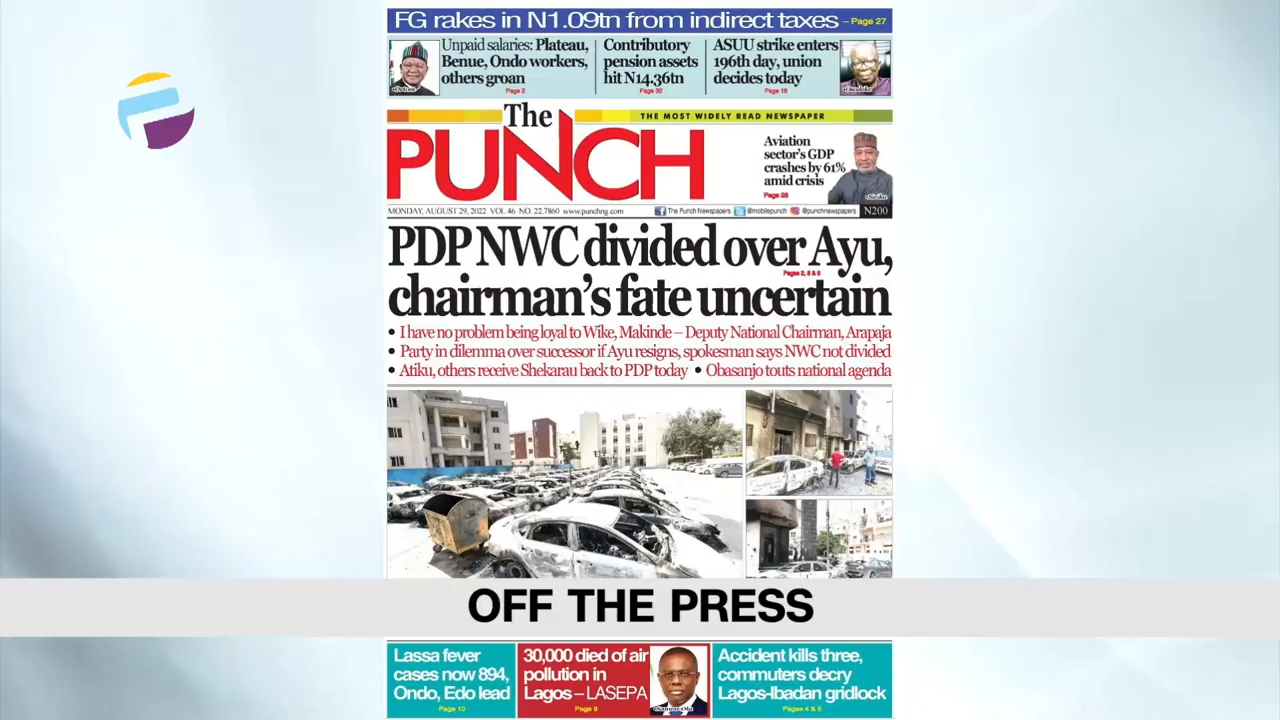 FG rakes in N1.09tn from indirect taxes – Page 27
Unpaid salaries: Plateau,
Benue, Ondo workers,
others groan
Page 2
Contributory
pension assets
hit N14.36tn
Page 30
ASUU strike enters
196th day, union
decides today
Page 18
The
PUNCH
THE MOST WIDELY READ NEWSPAPER
Aviation
sector's GDP
crashes by 61%
amid crisis
Page 28
MONDAY, AUGUST 29, 2022 VOL. 46 NO. 22,7860 www.punchng.com
The Punch Newspapers @mobilepunch @punchnewspapers N200
PDP NWC divided over Ayu,
Pages 2, 8 & 9
chairman's fate uncertain
• I have no problem being loyal to Wike, Makinde – Deputy National Chairman, Arapaja
• Party in dilemma over successor if Ayu resigns, spokesman says NWC not divided
• Atiku, others receive Shekarau back to PDP today • Obasanjo touts national agenda
OFF THE PRESS
Lassa fever
cases now 894,
Ondo, Edo lead
Page 10
30,000 died of air
pollution in
Lagos – LASEPA
Page 9
•Sanwo-Olu
Accident kills three,
commuters decry
Lagos-Ibadan gridlock
Pages 4 & 5